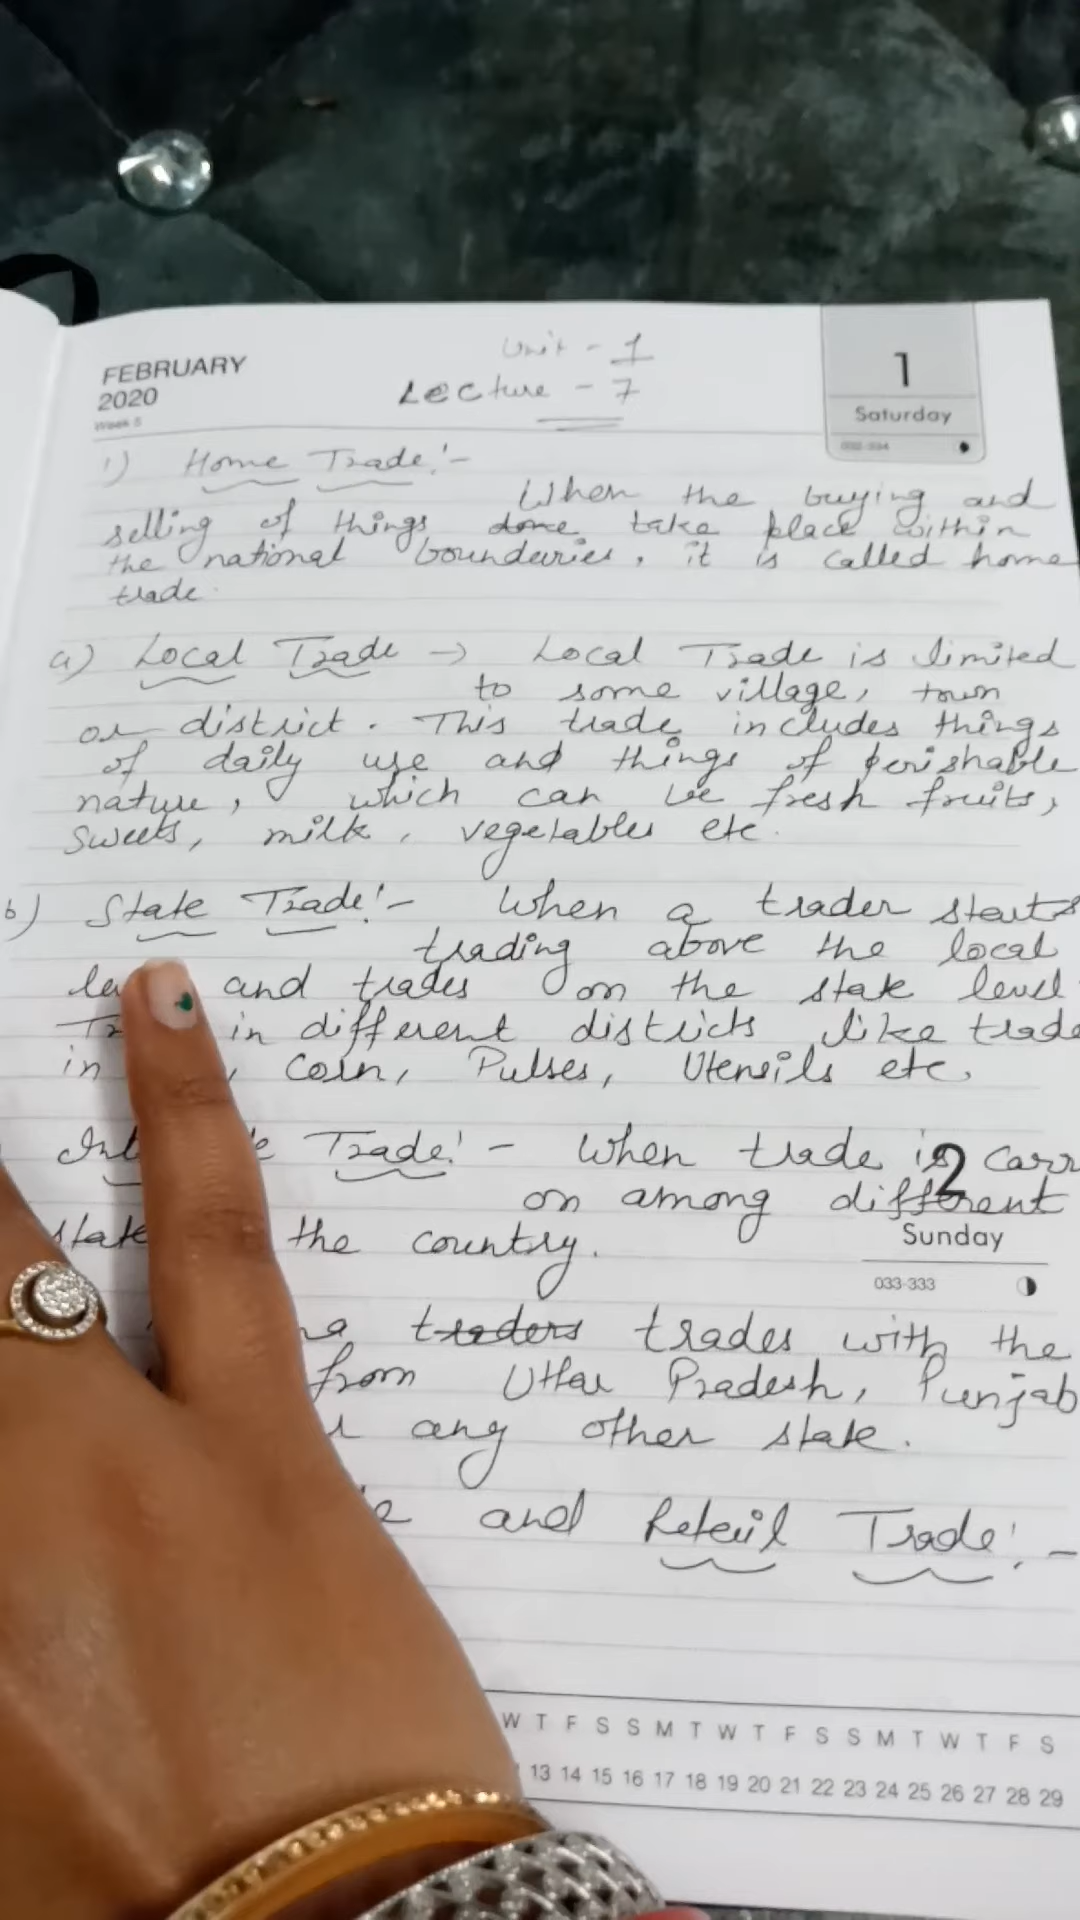 FEBRUARY
2020
Week 5
Unit - 1
Lecture - 7
1
Saturday
032-334
1) Home Trade:-
When the buying and
selling of things done take place within
the national bounderies, it is called home
trade.
a) Local Trade → Local Trade is limited
to some village, town
or district. This trade includes things
of daily use and things of perishable
nature, which can be fresh fruits,
sweets, milk, vegetables etc.
b) State Trade:- When a trader starts
trading above the local
and trades on the state level
in different districts like trade
in , Corn, Pulses, Utensils etc.
Trade:- When trade is carr
on among different
state the country.
2
Sunday
033-333
traders trades with the
from Uttar Pradesh, Punjab
any other state.
and Retail Trade:-
W T F S S M T W T F S S M T W T F S
13 14 15 16 17 18 19 20 21 22 23 24 25 26 27 28 29